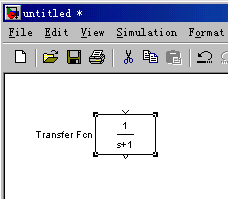 untitled *
File Edit View Simulation Format
Transfer Fcn
1
s+1